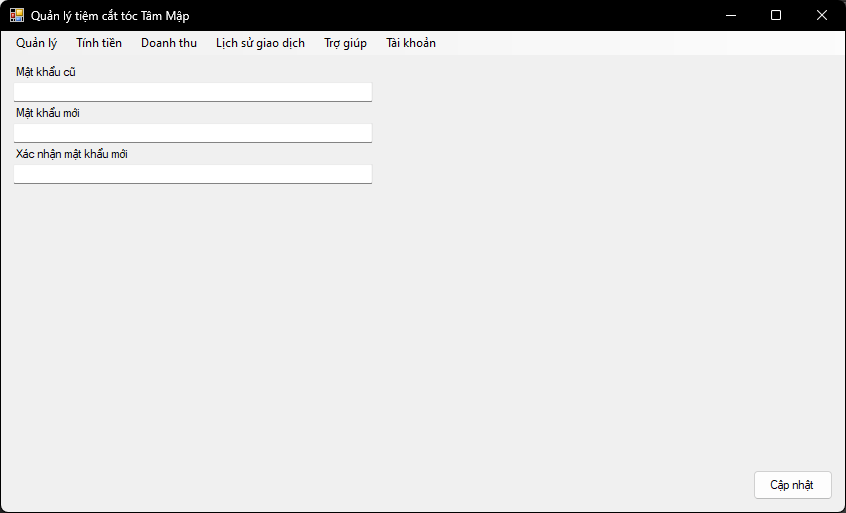 Quản lý tiệm cắt tóc Tâm Mập
Quản lý Tính tiền Doanh thu Lịch sử giao dịch Trợ giúp Tài khoản
Mật khẩu cũ
Mật khẩu mới
Xác nhận mật khẩu mới
Cập nhật